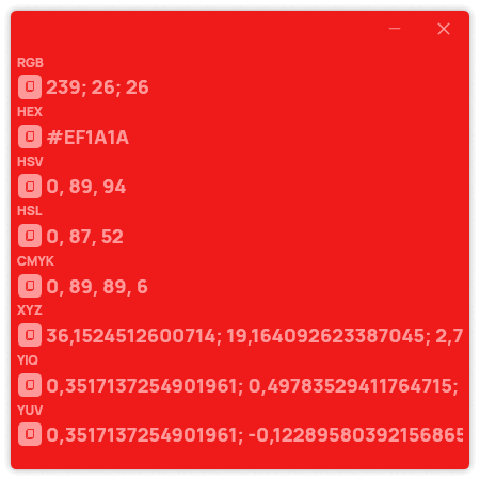 RGB
239; 26; 26
HEX
#EF1A1A
HSV
0, 89, 94
HSL
0, 87, 52
CMYK
0, 89, 89, 6
XYZ
36,1524512600714; 19,164092623387045; 2,7
YIQ
0,3517137254901961; 0,49783529411764715;
YUV
0,3517137254901961; -0,12289580392156865